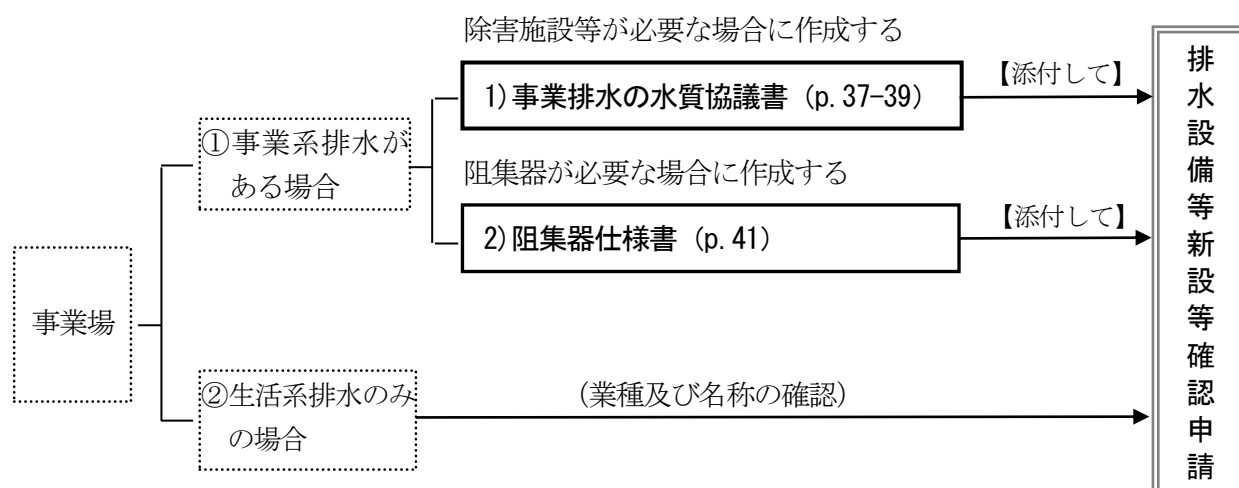 除害施設等が必要な場合に作成する
1)事業排水の水質協議書（p.37-39）
【添付して】
①事業系排水が
ある場合
阻集器が必要な場合に作成する
2)阻集器仕様書（p.41）
【添付して】
事業場
②生活系排水のみ
の場合
（業種及び名称の確認）
排水設備等新設等確認申請